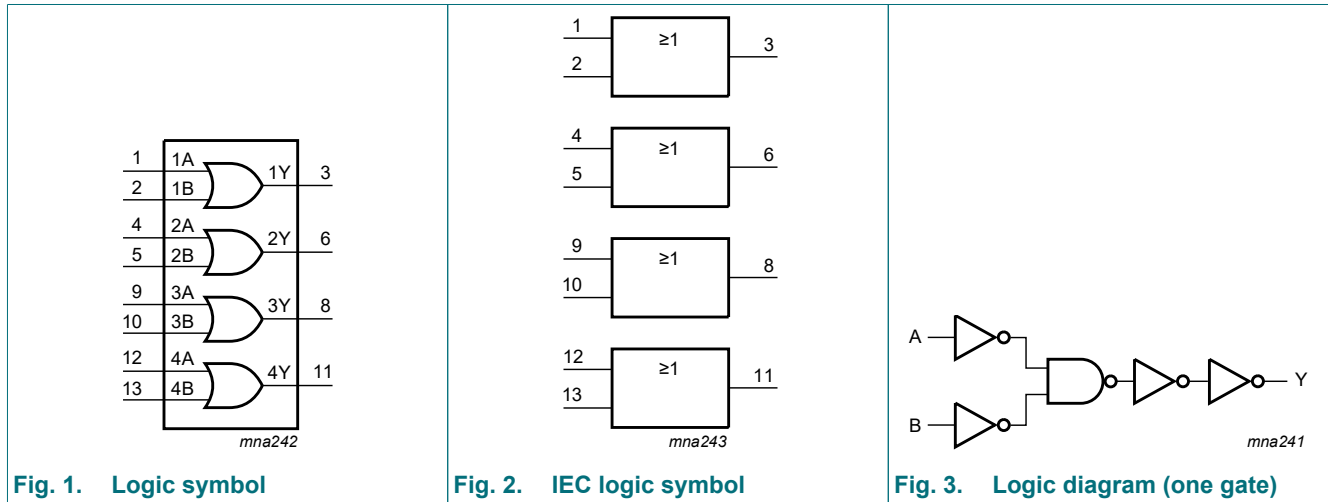 1 1A 1Y 3
2 1B
4 2A 2Y 6
5 2B
9 3A 3Y 8
10 3B
12 4A 4Y 11
13 4B
mna242
Fig. 1. Logic symbol
1 ≥1 3
2
4 ≥1 6
5
9 ≥1 8
10
12 ≥1 11
13
mna243
Fig. 2. IEC logic symbol
A
Y
B
mna241
Fig. 3. Logic diagram (one gate)